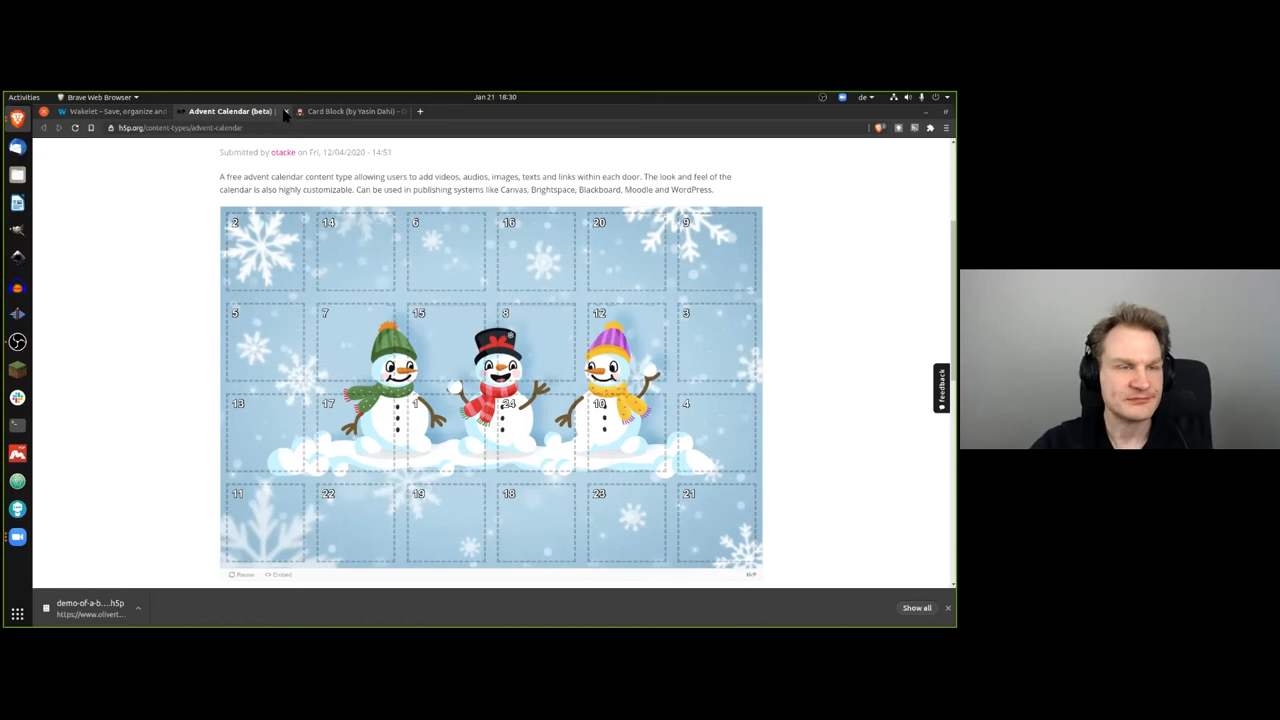 Activities
Brave Web Browser
Jan 21 18:30
de
Wakelet – Save, organize and
Advent Calendar (beta) |
Card Block (by Yasin Dahi) –
h5p.org/content-types/advent-calendar
Submitted by otacke on Fri, 12/04/2020 - 14:51
A free advent calendar content type allowing users to add videos, audios, images, texts and links within each door. The look and feel of the
calendar is also highly customizable. Can be used in publishing systems like Canvas, Brightspace, Blackboard, Moodle and WordPress.
2 14 6 16 20 9
5 7 15 8 12 3
13 17 1 24 10 4
11 22 19 18 23 21
Reuse Embed H5P
feedback
demo-of-a-b....h5p
https://www.olivert...
Show all